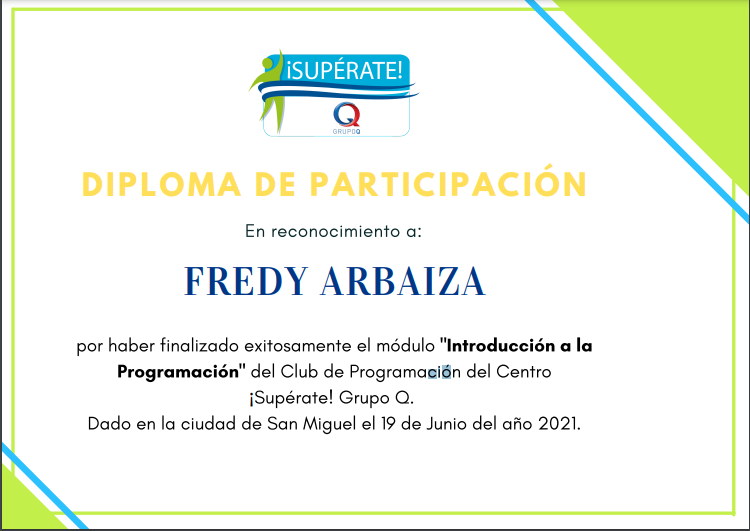 ¡SUPÉRATE!
GRUPOQ
DIPLOMA DE PARTICIPACIÓN
En reconocimiento a:
FREDY ARBAIZA
por haber finalizado exitosamente el módulo "Introducción a la
Programación" del Club de Programación del Centro
¡Supérate! Grupo Q.
Dado en la ciudad de San Miguel el 19 de Junio del año 2021.